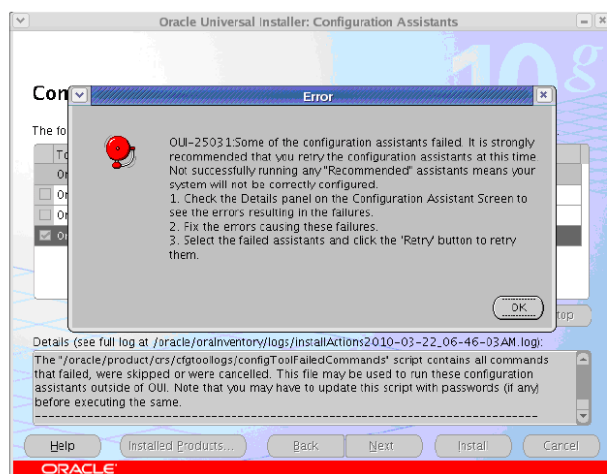 Oracle Universal Installer: Configuration Assistants
10g
Con
Error
The fo
To
Or
Or
Or
Or
OUI-25031:Some of the configuration assistants failed. It is strongly
recommended that you retry the configuration assistants at this time.
Not successfully running any "Recommended" assistants means your
system will not be correctly configured.
1. Check the Details panel on the Configuration Assistant Screen to
see the errors resulting in the failures.
2. Fix the errors causing these failures.
3. Select the failed assistants and click the 'Retry' button to retry
them.
OK
top
Details (see full log at /oracle/oraInventory/logs/installActions2010-03-22_06-46-03AM.log):
The "/oracle/product/crs/cfgtoollogs/configToolFailedCommands" script contains all commands
that failed, were skipped or were cancelled. This file may be used to run these configuration
assistants outside of OUI. Note that you may have to update this script with passwords (if any)
before executing the same.
Help
Installed Products...
Back
Next
Install
Cancel
ORACLE